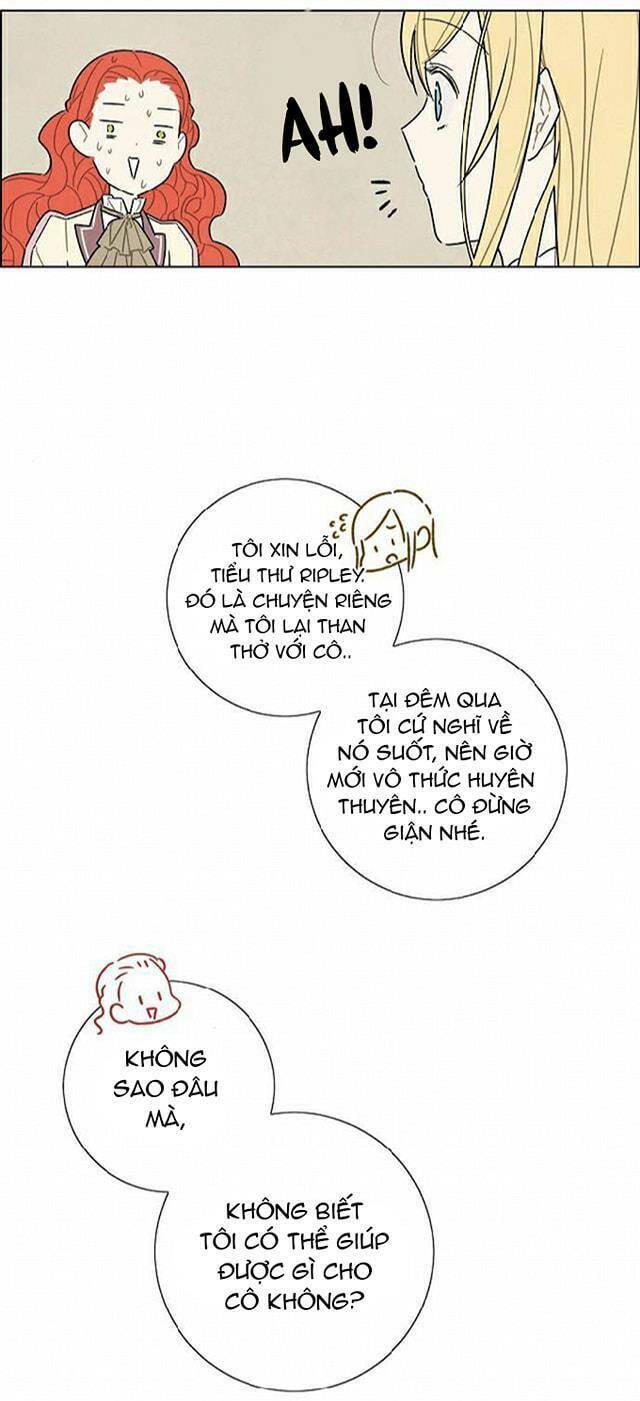 AH!
TÔI XIN LỖI,
TIỂU THƯ RIPLEY.
ĐÓ LÀ CHUYỆN RIÊNG
MÀ TÔI LẠI THAN
THỞ VỚI CÔ..
TẠI ĐÊM QUA
TÔI CỨ NGHĨ VỀ
NÓ SUỐT, NÊN GIỜ
MỚI VÔ THỨC HUYÊN
THUYÊN.. CÔ ĐỪNG
GIẬN NHÉ.
KHÔNG
SAO ĐÂU
MÀ,
KHÔNG BIẾT
TÔI CÓ THỂ GIÚP
ĐƯỢC GÌ CHO
CÔ KHÔNG?